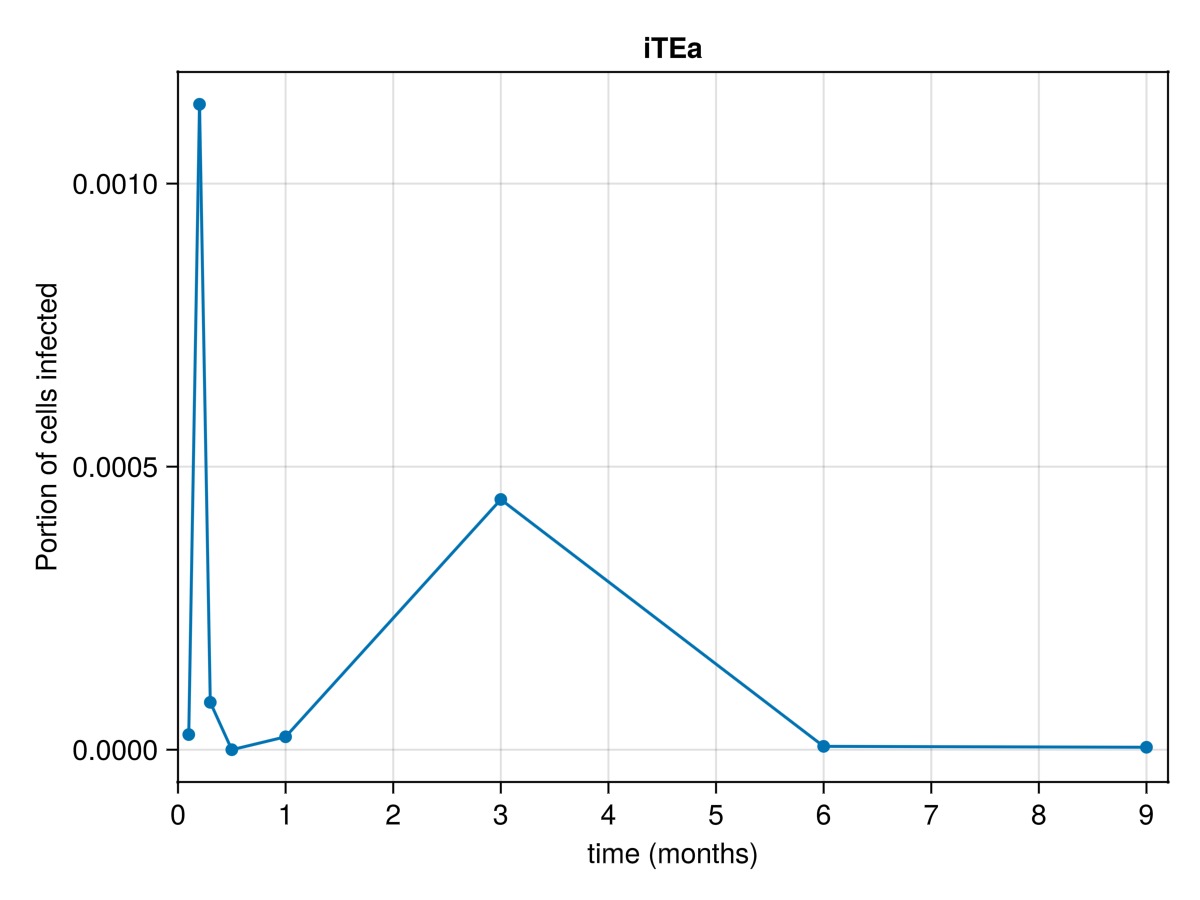 iTEa
Portion of cells infected
0.0010
0.0005
0.0000
0 1 2 3 4 5 6 7 8 9
time (months)